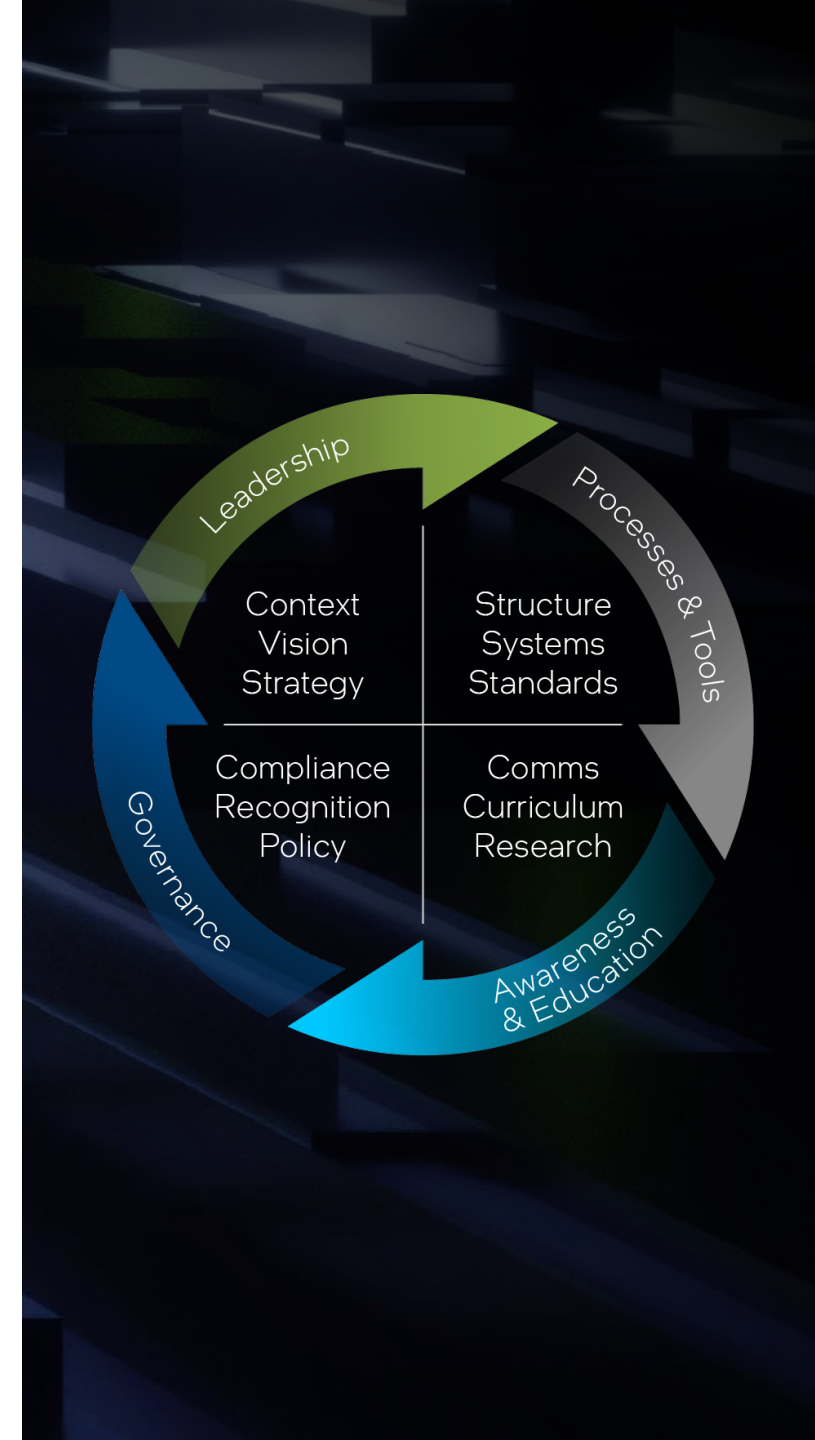 Leadership
Processes & Tools
Context
Vision
Strategy
Structure
Systems
Standards
Compliance
Recognition
Policy
Comms
Curriculum
Research
Governance
Awareness
& Education